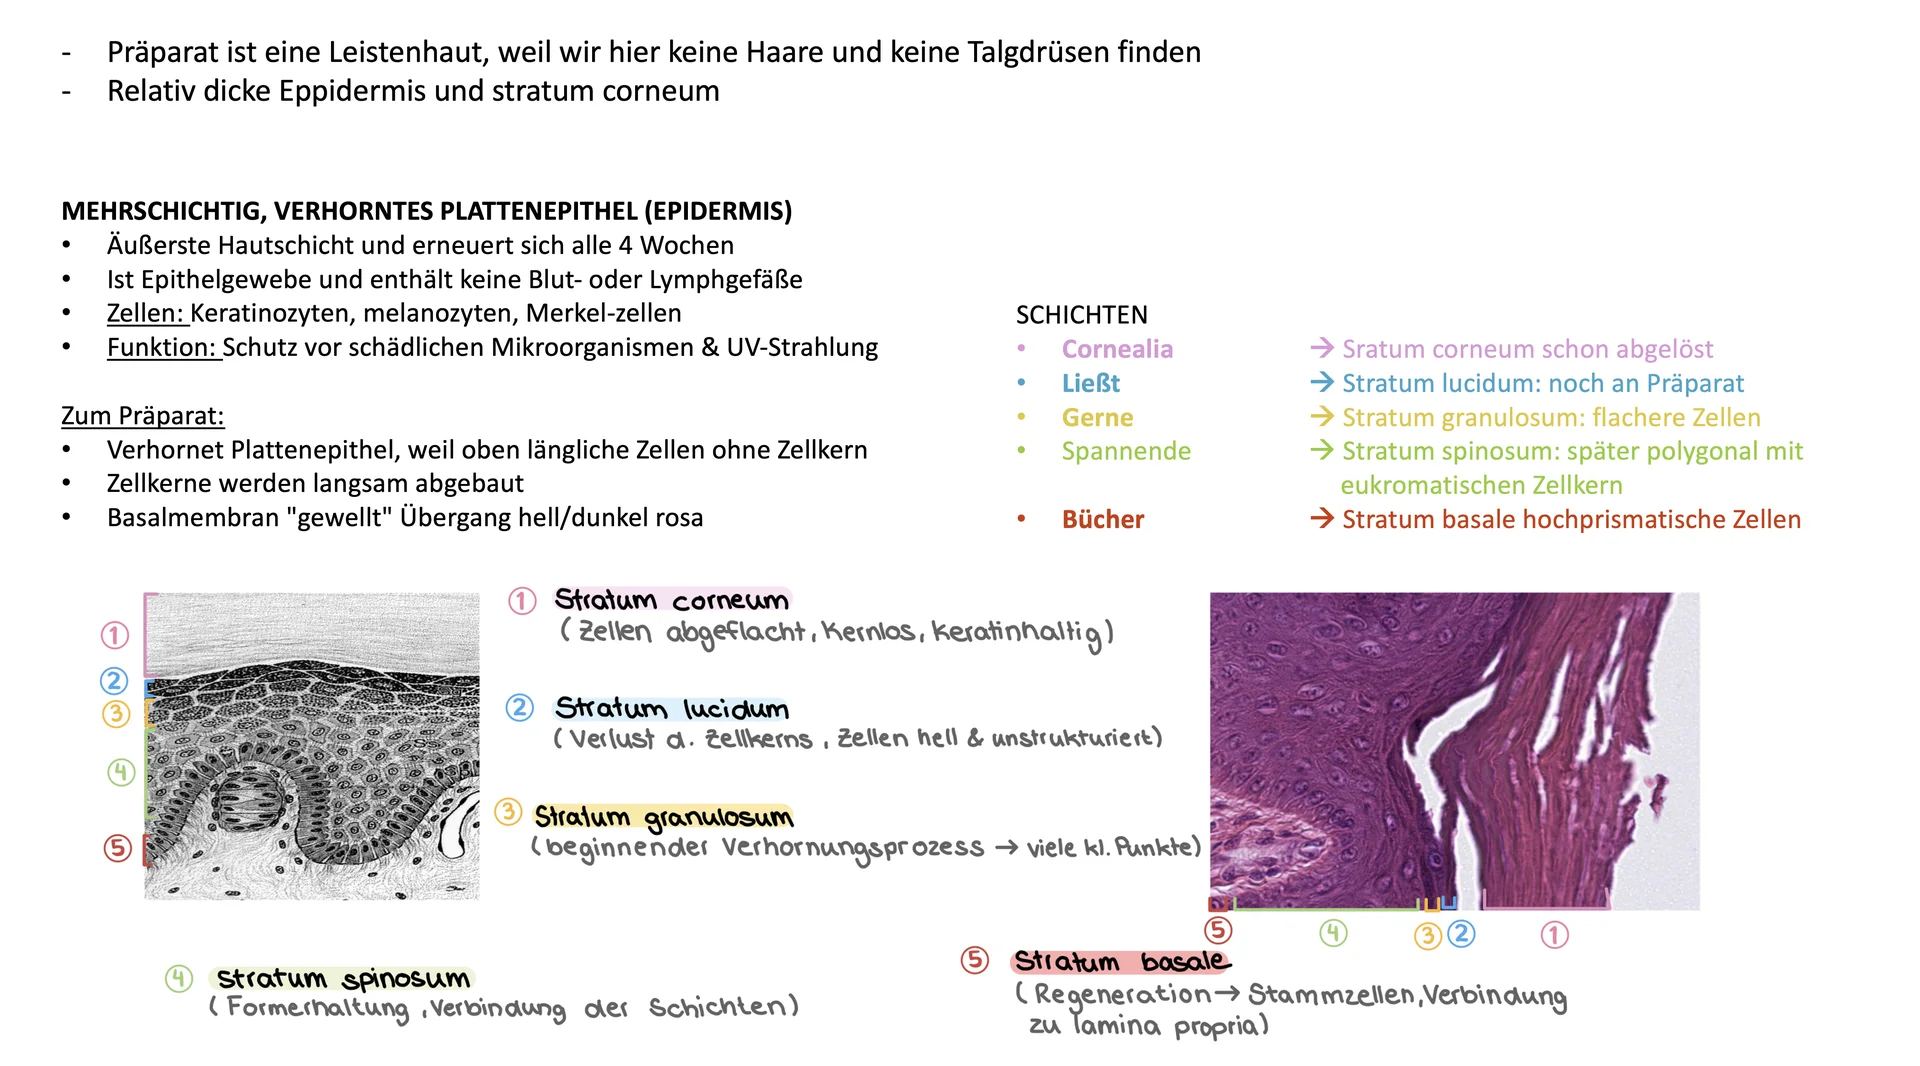 - Präparat ist eine Leistenhaut, weil wir hier keine Haare und keine Talgdrüsen finden
- Relativ dicke Eppidermis und stratum corneum
MEHRSCHICHTIG, VERHORNTES PLATTENEPITHEL (EPIDERMIS)
• Äußerste Hautschicht und erneuert sich alle 4 Wochen
• Ist Epithelgewebe und enthält keine Blut- oder Lymphgefäße
• Zellen: Keratinozyten, melanozyten, Merkel-zellen
• Funktion: Schutz vor schädlichen Mikroorganismen & UV-Strahlung
Zum Präparat:
• Verhornet Plattenepithel, weil oben längliche Zellen ohne Zellkern
• Zellkerne werden langsam abgebaut
• Basalmembran "gewellt" Übergang hell/dunkel rosa
SCHICHTEN
• Cornealia → Sratum corneum schon abgelöst
• Ließt → Stratum lucidum: noch an Präparat
• Gerne → Stratum granulosum: flachere Zellen
• Spannende → Stratum spinosum: später polygonal mit
eukromatischen Zellkern
• Bücher → Stratum basale hochprismatische Zellen
1
2
3
4
5
1 Stratum corneum
(Zellen abgeflacht, Kernlos, Keratinhaltig)
2 Stratum lucidum
(Verlust d. Zellkerns, Zellen hell & unstrukturiert)
3 Stratum granulosum
(beginnender Verhornungsprozess → viele kl. Punkte)
5 4 3 2 1
4 Stratum spinosum
(Formerhaltung, Verbindung der Schichten)
5 Stratum basale
(Regeneration → Stammzellen, Verbindung
zu lamina propria)